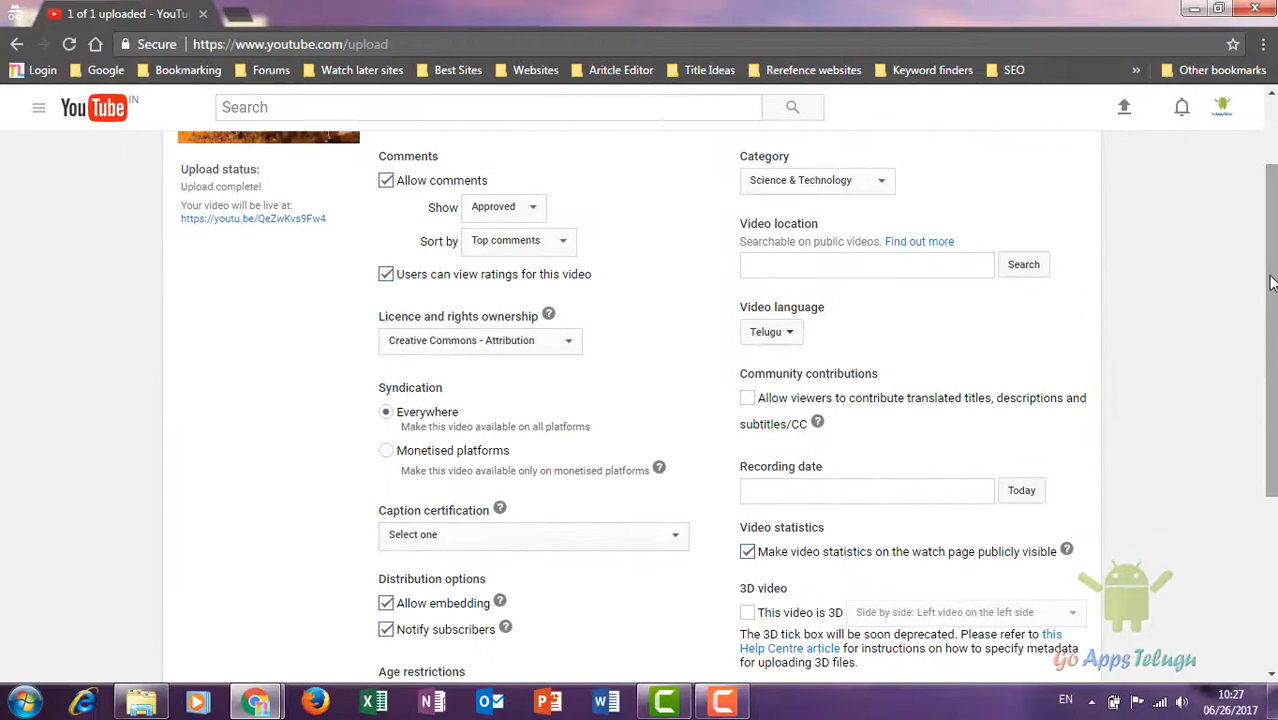 1 of 1 uploaded - YouTu
Secure
https://www.youtube.com/upload
Login
Google
Bookmarking
Forums
Watch later sites
Best Sites
Websites
Aritcle Editor
Title Ideas
Rerefence websites
Keyword finders
SEO
»
Other bookmarks
YouTube IN
Search
Upload status:
Upload complete!
Your video will be live at:
https://youtu.be/QeZwKvs9Fw4
Comments
Allow comments
Show Approved
Sort by Top comments
Users can view ratings for this video
Licence and rights ownership ?
Creative Commons - Attribution
Syndication
Everywhere
Make this video available on all platforms
Monetised platforms
Make this video available only on monetised platforms ?
Caption certification ?
Select one
Distribution options
Allow embedding ?
Notify subscribers ?
Age restrictions
Category
Science & Technology
Video location
Searchable on public videos. Find out more
Search
Video language
Telugu
Community contributions
Allow viewers to contribute translated titles, descriptions and
subtitles/CC ?
Recording date
Today
Video statistics
Make video statistics on the watch page publicly visible ?
3D video
This video is 3D Side by side: Left video on the left side
The 3D tick box will be soon deprecated. Please refer to this
Help Centre article for instructions on how to specify metadata
for uploading 3D files.
Go Apps Telugu
EN
10:27
06/26/2017